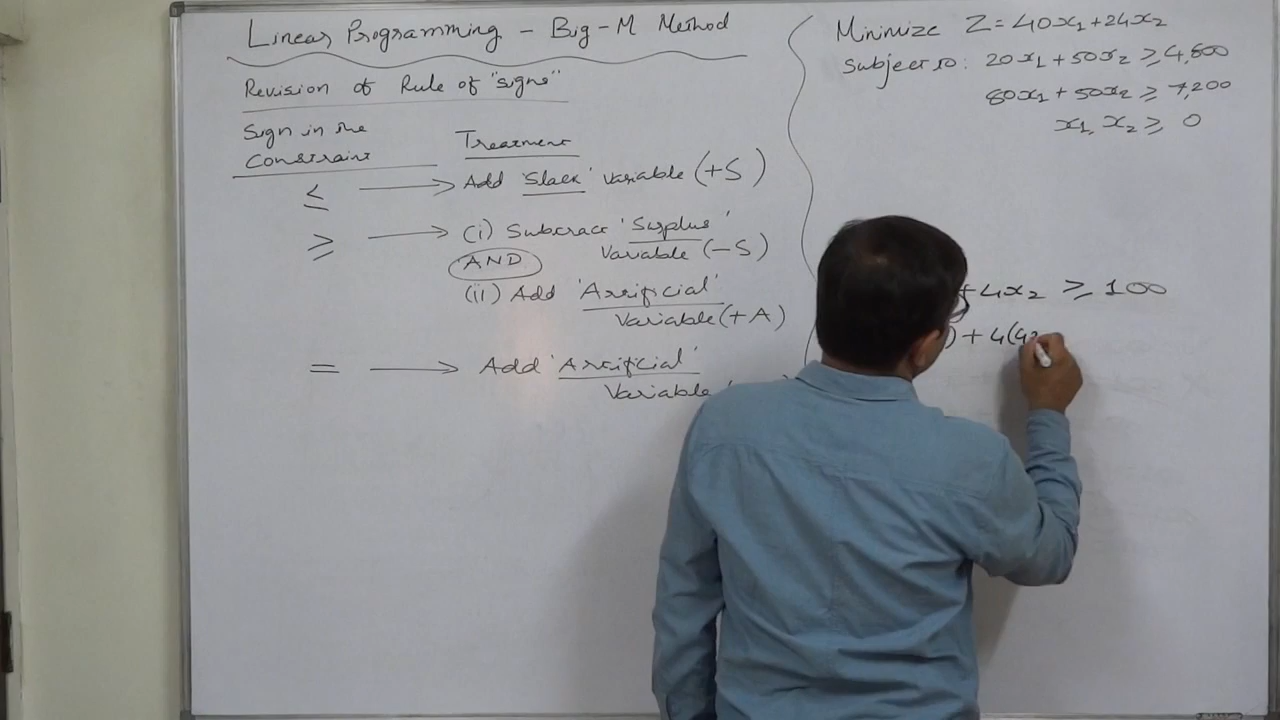 Linear Programming - Big-M Method
Revision of Rule of "signs"
Sign in the
Constraint
Treatment
≤ → Add 'Slack' variable (+S)
≥ → (i) Subtract 'Surplus'
Variable (-S)
AND
(ii) Add 'Artificial'
Variable (+A)
= → Add 'Artificial'
Variable
Minimize Z = 40x₁ + 24x₂
Subject to: 20x₁ + 50x₂ ≥ 4,800
80x₁ + 50x₂ ≥ 7,200
x₁, x₂ ≥ 0
+ 4x₂ ≥ 100
) + 4(4